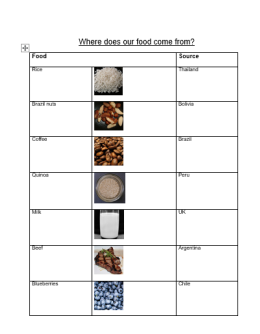 Where does our food come from?
Food Source
Rice Thailand
Brazil nuts Bolivia
Coffee Brazil
Quinoa Peru
Milk UK
Beef Argentina
Blueberries Chile